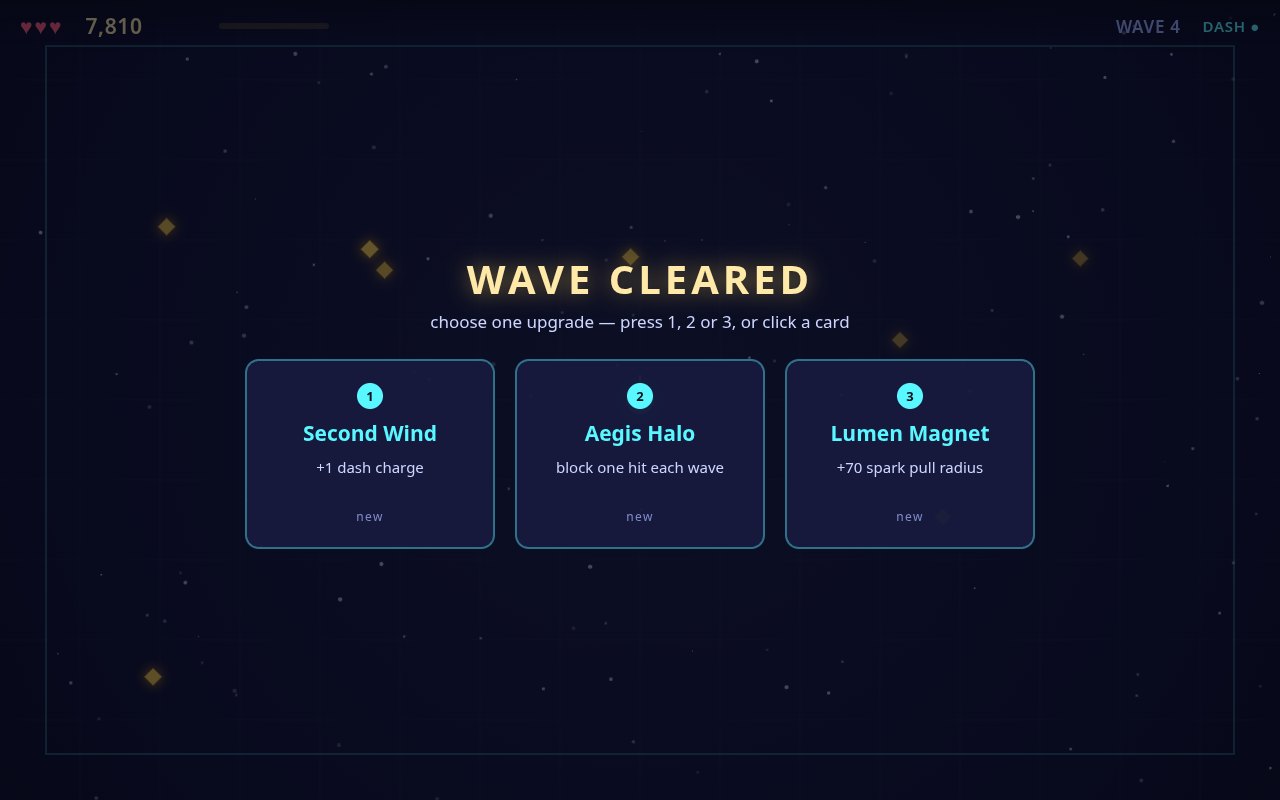 ♥♥♥ 7,810 WAVE 4 DASH ●
WAVE CLEARED
choose one upgrade — press 1, 2 or 3, or click a card
1
Second Wind
+1 dash charge
new
2
Aegis Halo
block one hit each wave
new
3
Lumen Magnet
+70 spark pull radius
new